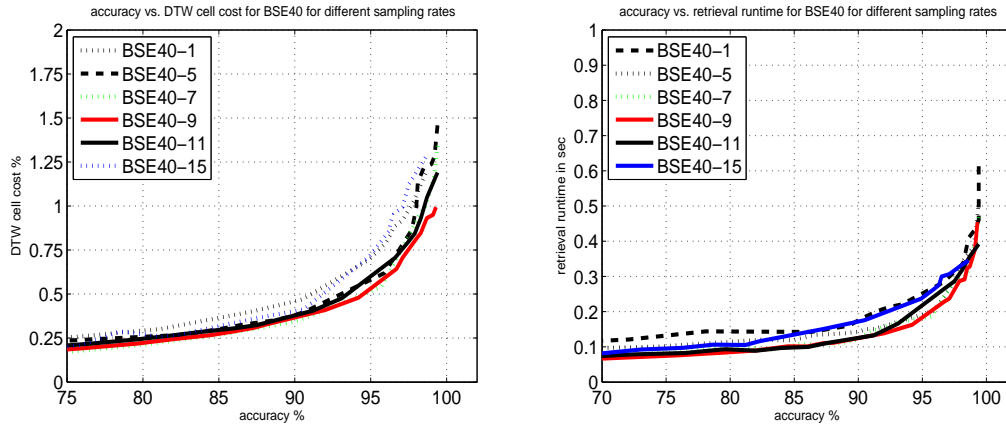 accuracy vs. DTW cell cost for BSE40 for different sampling rates
2
1.75
1.5
1.25
1
0.75
0.5
0.25
0
DTW cell cost %
BSE40−1
BSE40−5
BSE40−7
BSE40−9
BSE40−11
BSE40−15
75
80
85
90
95
100
accuracy %
accuracy vs. retrieval runtime for BSE40 for different sampling rates
1
0.9
0.8
0.7
0.6
0.5
0.4
0.3
0.2
0.1
0
retrieval runtime in sec
BSE40−1
BSE40−5
BSE40−7
BSE40−9
BSE40−11
BSE40−15
70
75
80
85
90
95
100
accuracy %